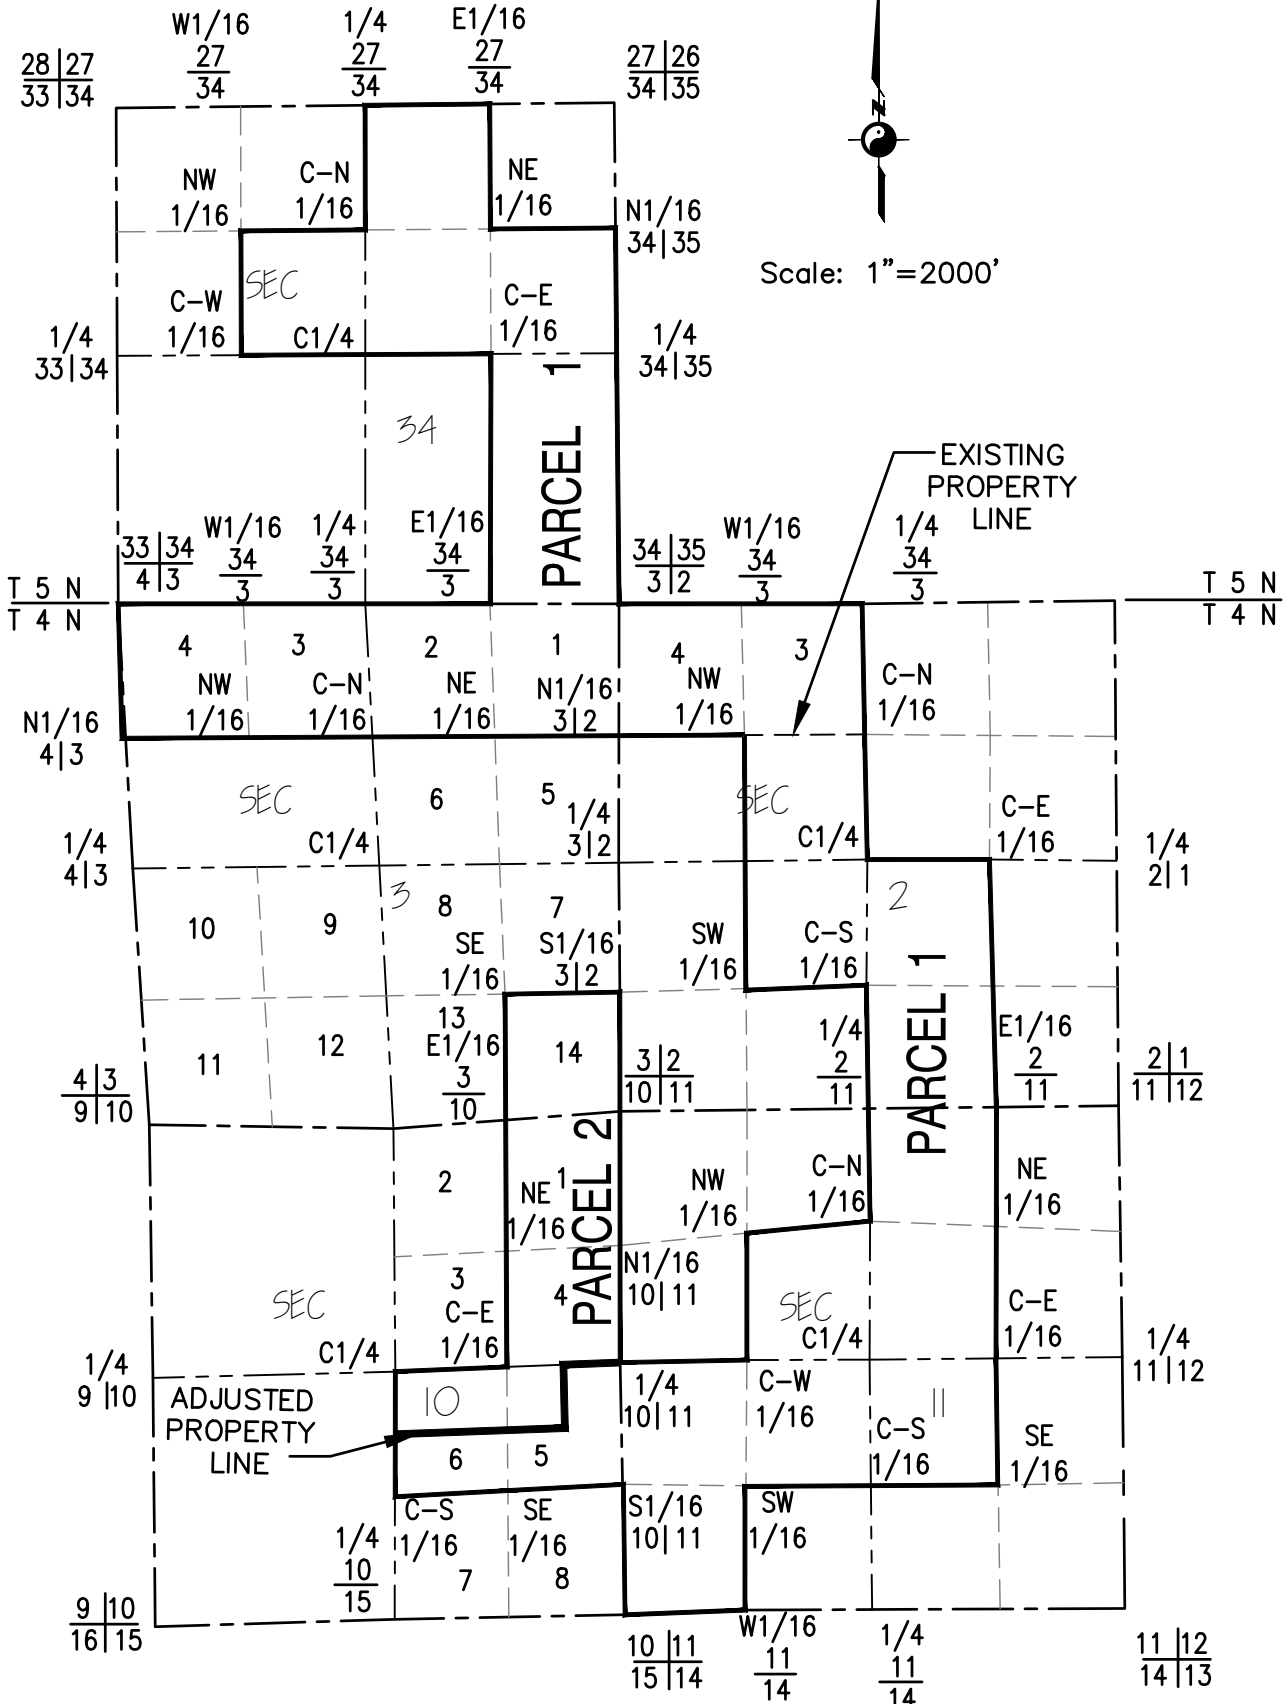 W1/16
27
34
1/4
27
34
E1/16
27
34
28|27
33|34
27|26
34|35
N
NW
1/16
C-N
1/16
NE
1/16
N1/16
34|35
Scale: 1"=2000'
SEC
C-W
1/16
C1/4
C-E
1/16
1/4
33|34
1/4
34|35
PARCEL 1
34
EXISTING
PROPERTY
LINE
33|34
4|3
W1/16
34
3
1/4
34
3
E1/16
34
3
34|35
3|2
W1/16
34
3
1/4
34
3
T 5 N
T 4 N
T 5 N
T 4 N
4
3
2
1
4
3
NW
1/16
C-N
1/16
NE
1/16
N1/16
3|2
NW
1/16
C-N
1/16
N1/16
4|3
SEC
6
5
SEC
1/4
3|2
C1/4
C1/4
C-E
1/16
1/4
4|3
1/4
2|1
3
2
10
9
8
7
SE
1/16
S1/16
3|2
SW
1/16
C-S
1/16
PARCEL 1
11
12
13
E1/16
3
10
14
3|2
10|11
1/4
2
11
E1/16
2
11
4|3
9|10
2|1
11|12
PARCEL 2
2
NE
1/16
1
NW
1/16
C-N
1/16
NE
1/16
N1/16
10|11
SEC
3
4
SEC
C-E
1/16
C1/4
C1/4
C-E
1/16
1/4
9|10
1/4
11|12
ADJUSTED
PROPERTY
LINE
10
1/4
10|11
C-W
1/16
11
C-S
1/16
SE
1/16
6
5
C-S
1/16
SE
1/16
S1/16
10|11
SW
1/16
1/4
10
15
7
8
9|10
16|15
10|11
15|14
W1/16
11
14
1/4
11
14
11|12
14|13